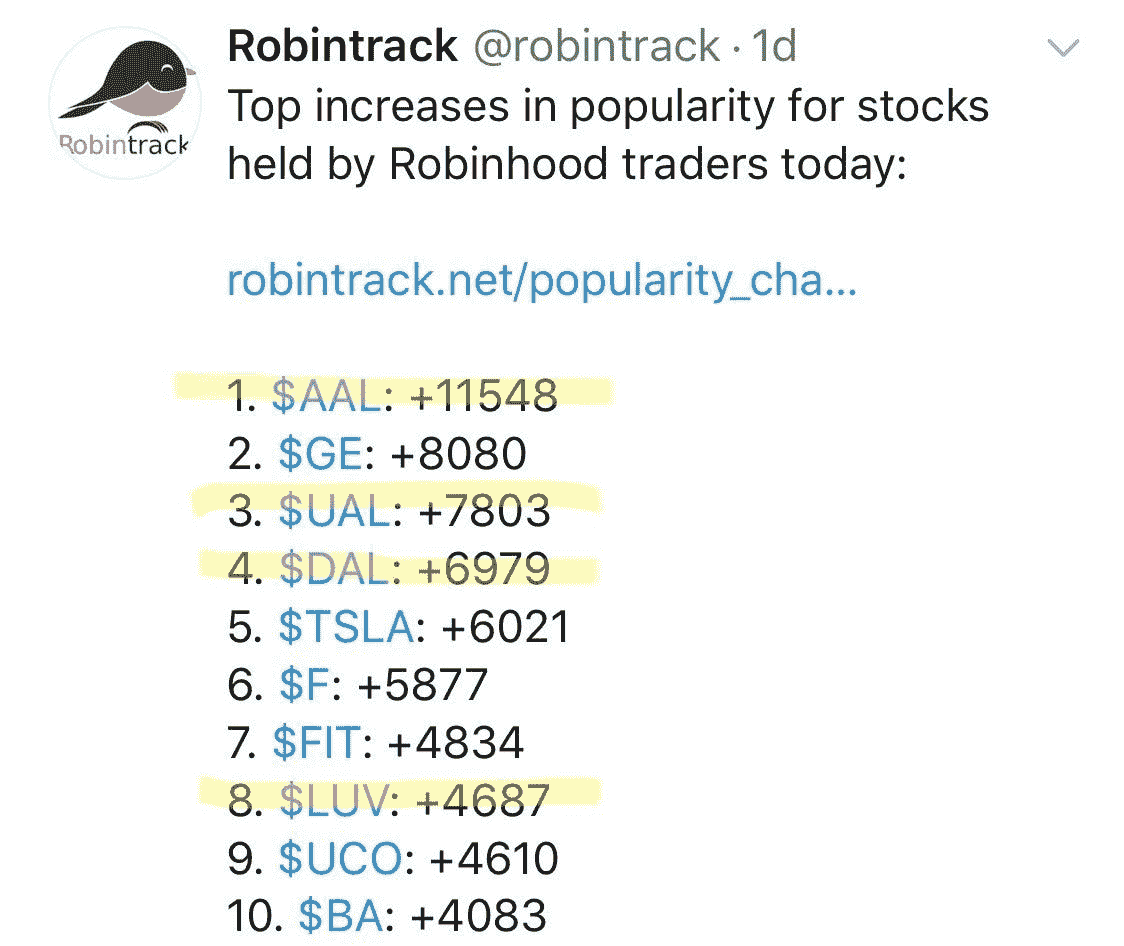 Robintrack @robintrack · 1d
Top increases in popularity for stocks
held by Robinhood traders today:
robintrack.net/popularity_cha...
1. $AAL: +11548
2. $GE: +8080
3. $UAL: +7803
4. $DAL: +6979
5. $TSLA: +6021
6. $F: +5877
7. $FIT: +4834
8. $LUV: +4687
9. $UCO: +4610
10. $BA: +4083
Robintrack